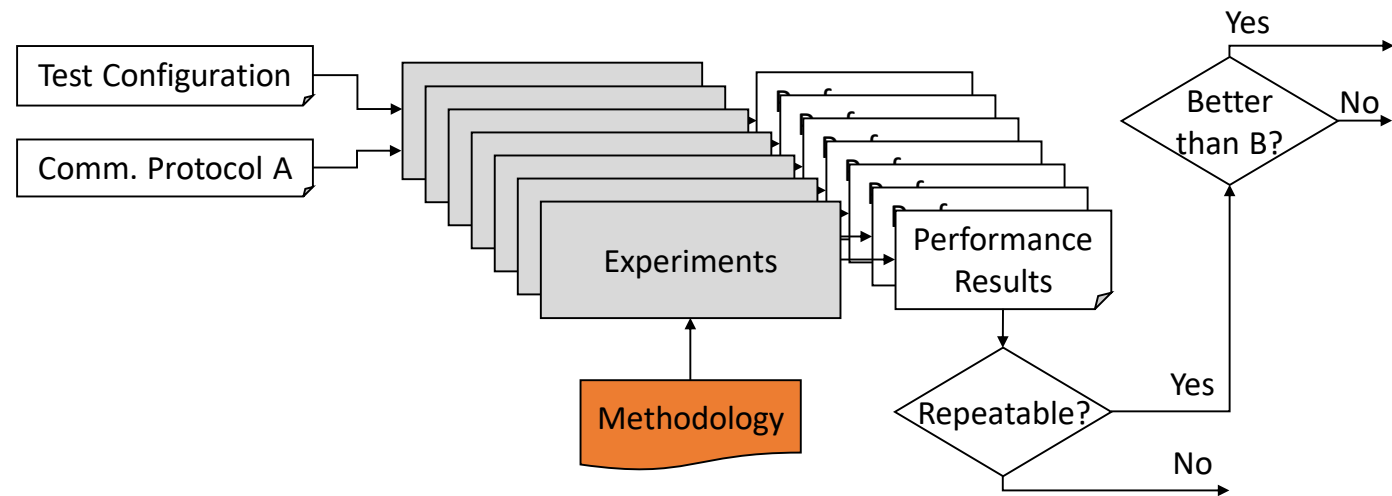 Yes
Test Configuration
Better
than B?
No
Comm. Protocol A
Experiments
Performance
Results
Methodology
Repeatable?
Yes
No